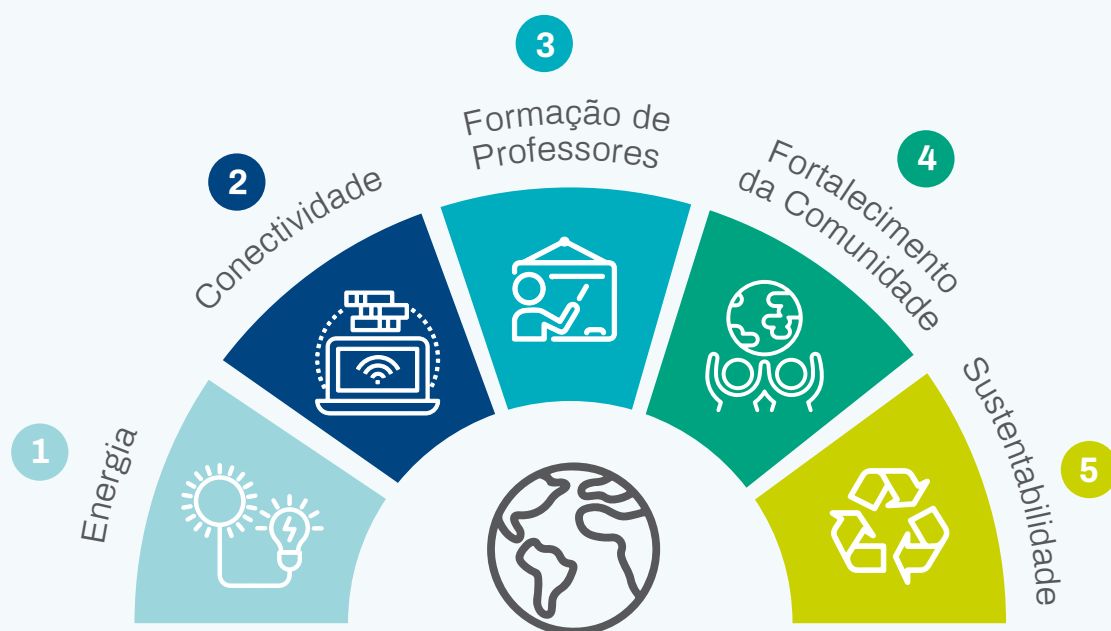 1
Energia
2
Conectividade
3
Formação de
Professores
4
Fortalecimento
da Comunidade
5
Sustentabilidade